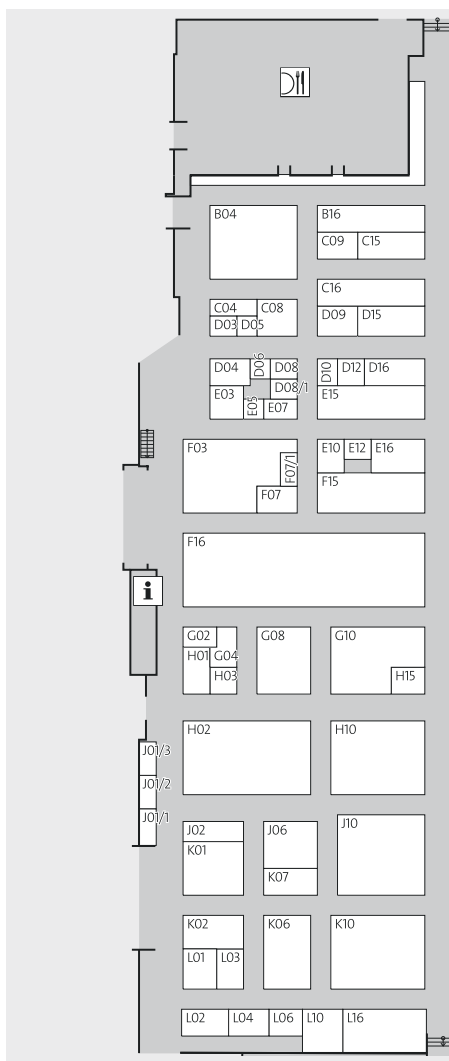 B04 B16
C09 C15
C04 C08 C16
D03 D05 D09 D15
D04 D06 D08 D10 D12 D16
D08/1
E03 E05 E07 E15
F03 F07/1 E10 E12 E16
F07 F15
F16
i
G02 G08 G10
H01 G04
H03 H15
H02 H10
J01/3
J01/2
J01/1
J02 J06 J10
K01
K07
K02 K06 K10
L01 L03
L02 L04 L06 L10 L16